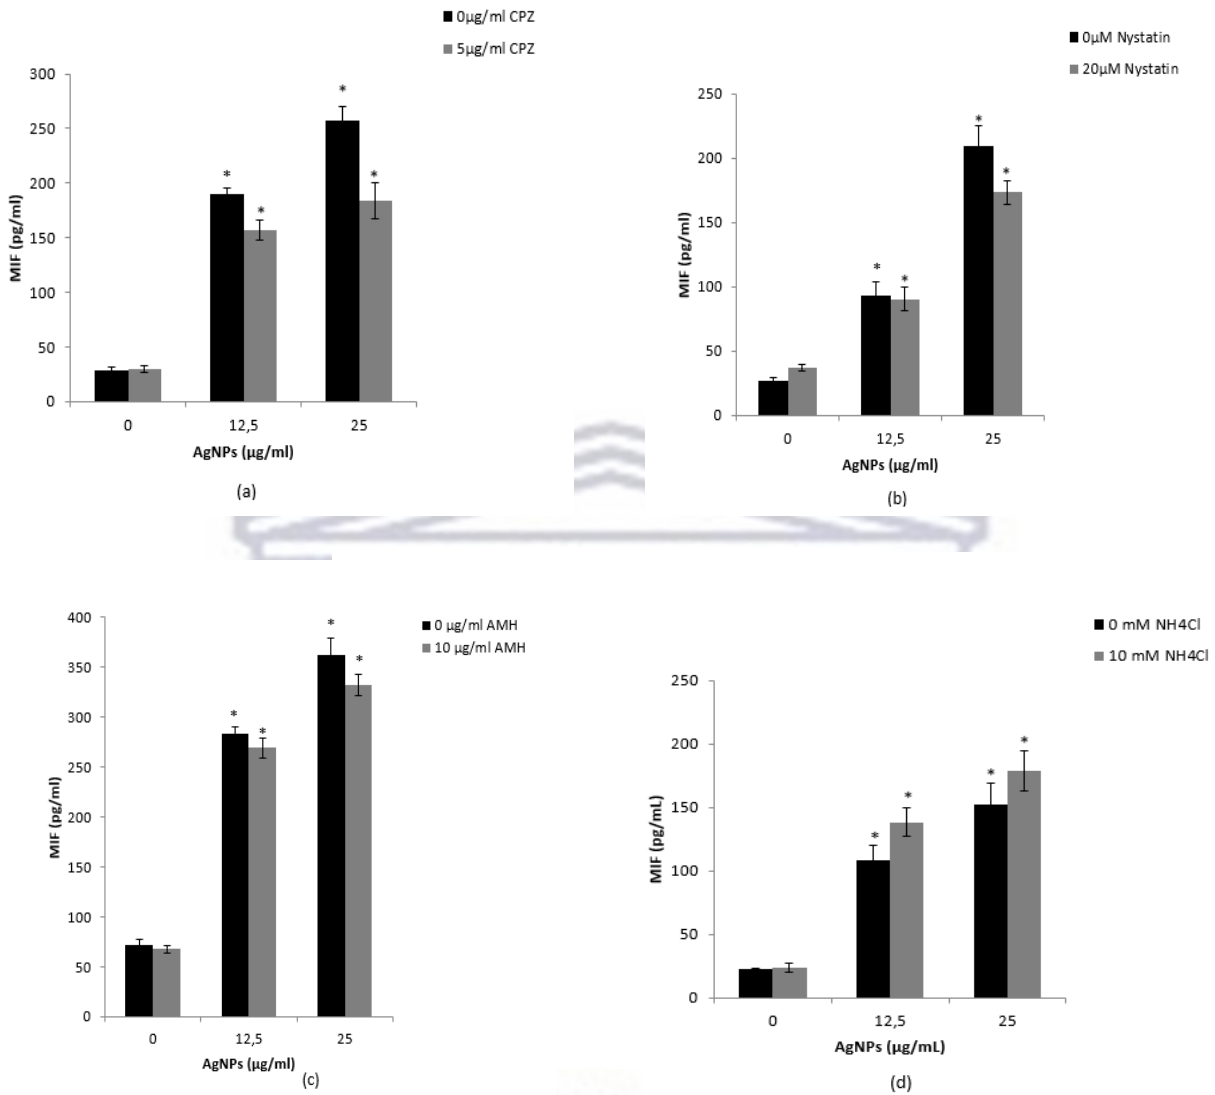 0µg/ml CPZ
5µg/ml CPZ
300
250
200
150
100
50
0
MIF (pg/ml)
*
*
*
*
0
12,5
25
AgNPs (µg/ml)
(a)
0µM Nystatin
20µM Nystatin
250
200
150
100
50
0
MIF (pg/ml)
*
*
*
*
0
12,5
25
AgNPs (µg/ml)
(b)
0 µg/ml AMH
10 µg/ml AMH
400
350
300
250
200
150
100
50
0
MIF (pg/ml)
*
*
*
*
0
12,5
25
AgNPs (µg/ml)
(c)
0 mM NH4Cl
10 mM NH4Cl
250
200
150
100
50
0
MIF (pg/mL)
*
*
*
*
0
12,5
25
AgNPs (µg/mL)
(d)